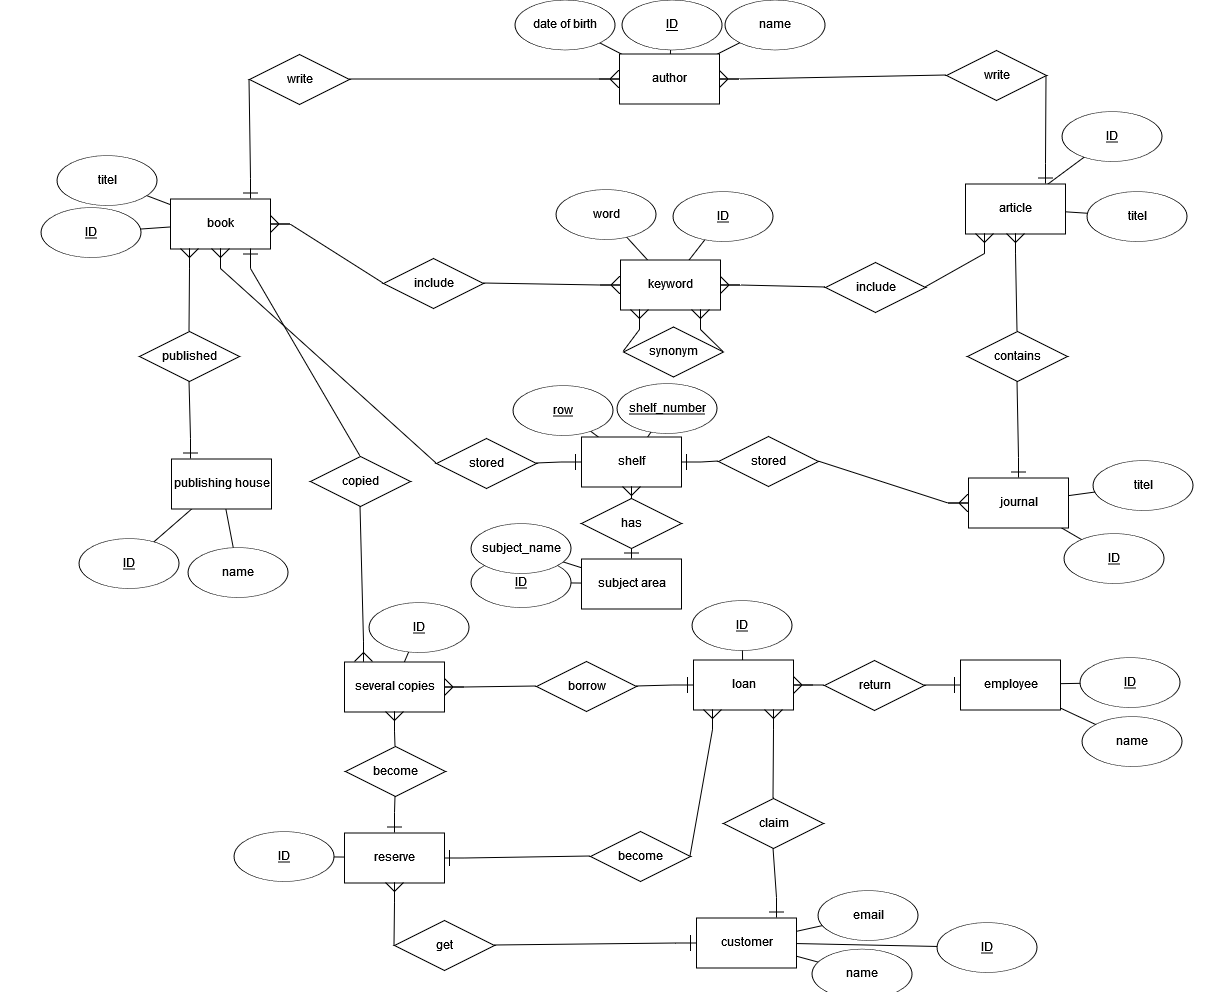 date of birth
ID
name
write
author
write
ID
titel
ID
book
word
ID
article
titel
include
keyword
include
published
synonym
contains
row
shelf_number
stored
shelf
stored
publishing house
copied
titel
journal
has
ID
name
subject_name
ID
subject area
ID
ID
ID
several copies
borrow
loan
return
employee
ID
name
become
claim
ID
reserve
become
email
get
customer
ID
name